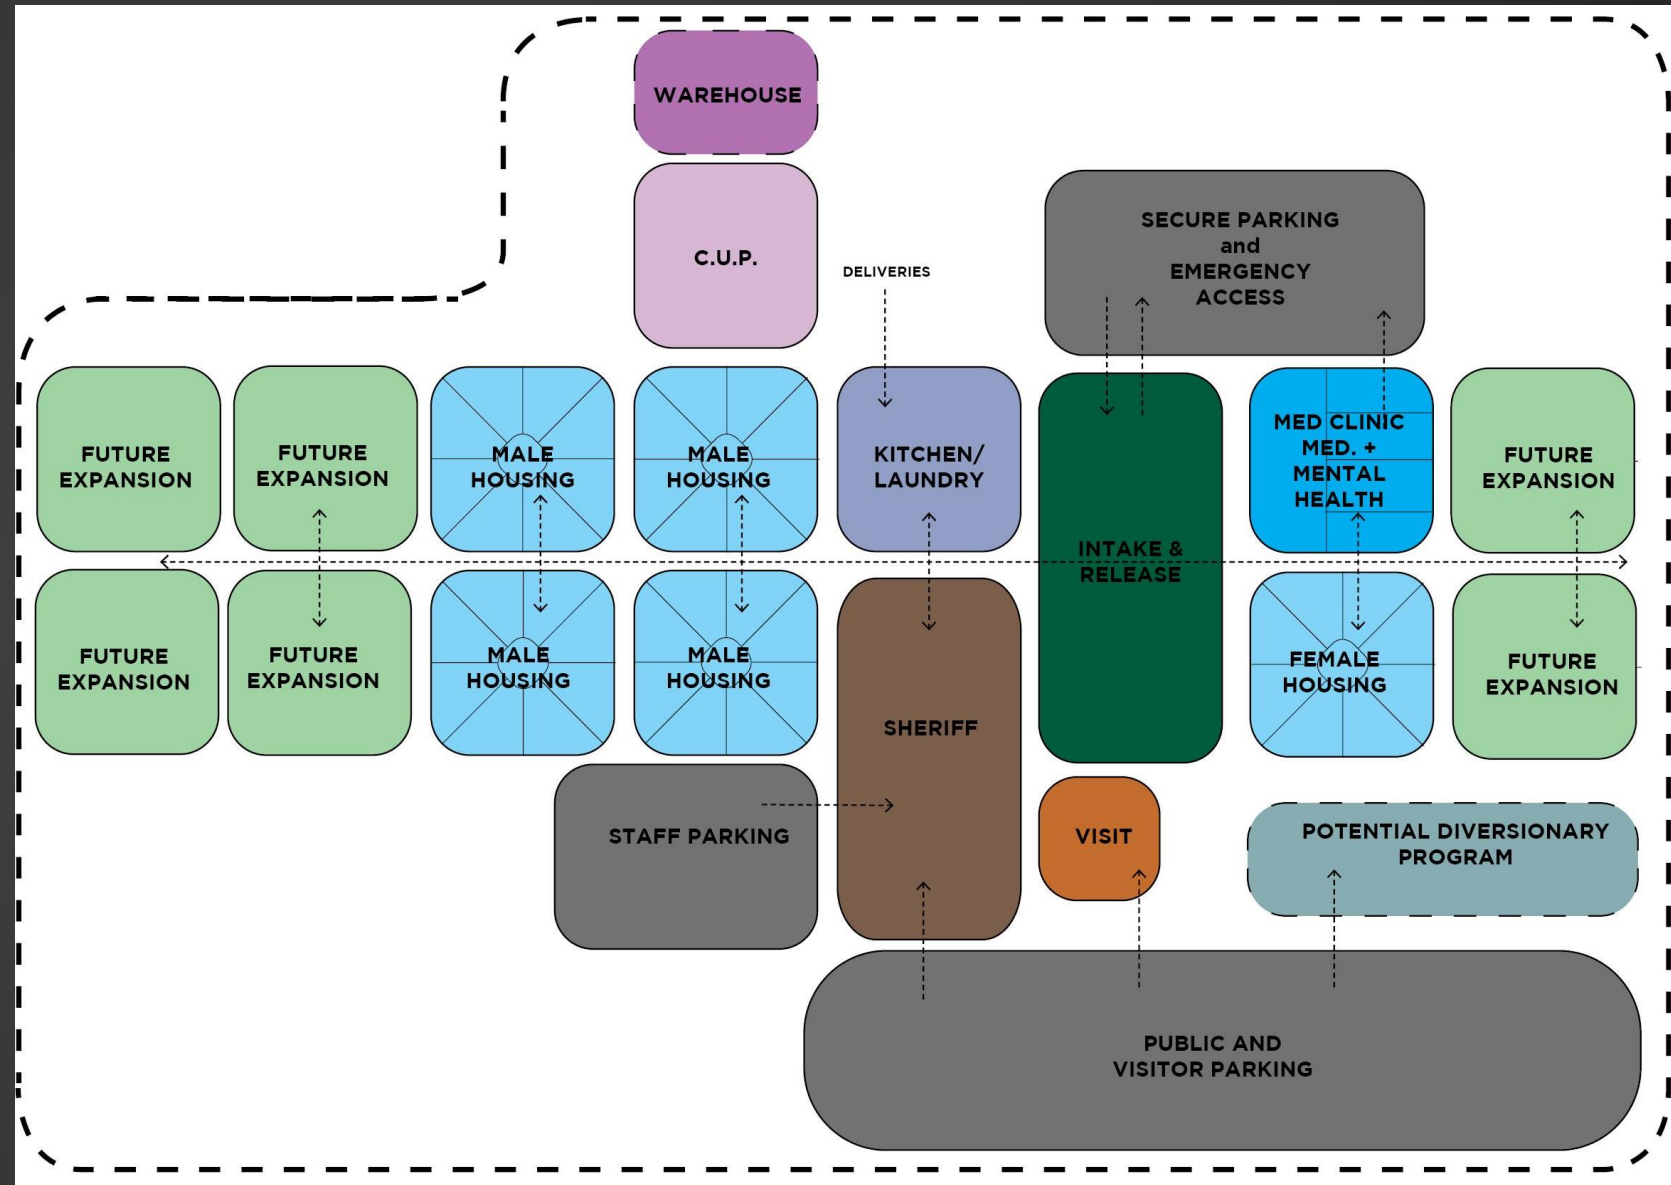 WAREHOUSE
C.U.P.
DELIVERIES
SECURE PARKING
and
EMERGENCY
ACCESS
FUTURE
EXPANSION
FUTURE
EXPANSION
MALE
HOUSING
MALE
HOUSING
KITCHEN/
LAUNDRY
INTAKE &
RELEASE
MED CLINIC
MED. +
MENTAL
HEALTH
FUTURE
EXPANSION
FUTURE
EXPANSION
FUTURE
EXPANSION
MALE
HOUSING
MALE
HOUSING
SHERIFF
FEMALE
HOUSING
FUTURE
EXPANSION
STAFF PARKING
VISIT
POTENTIAL DIVERSIONARY
PROGRAM
PUBLIC AND
VISITOR PARKING